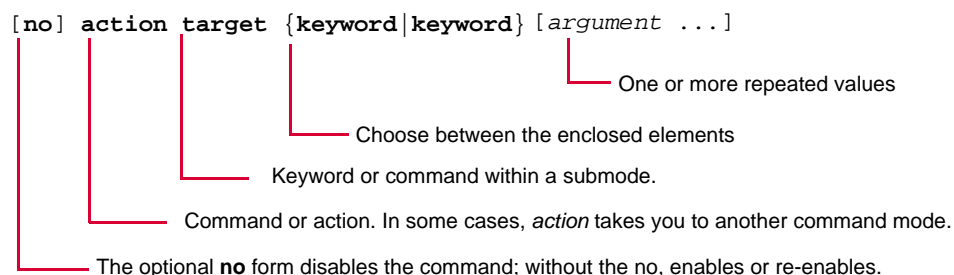 [no] action target {keyword|keyword} [argument ...]
One or more repeated values
Choose between the enclosed elements
Keyword or command within a submode.
Command or action. In some cases, action takes you to another command mode.
The optional no form disables the command; without the no, enables or re-enables.